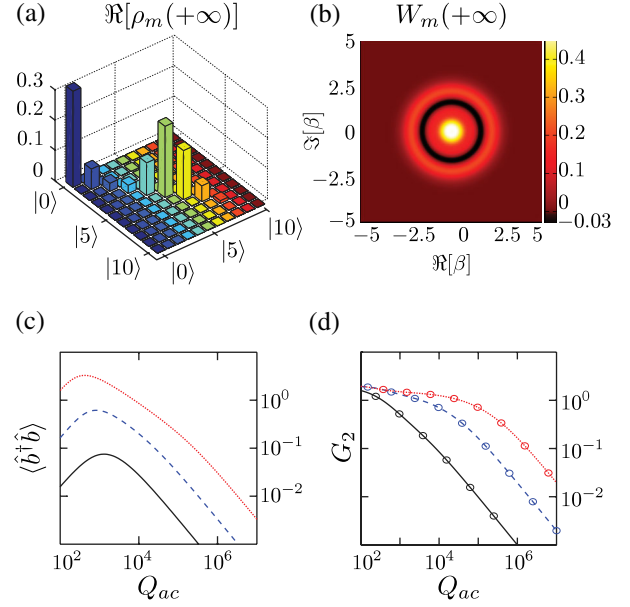 (a) ℜ[ρm(+∞)]
0.3
0.2
0.1
0
|0⟩
|5⟩
|10⟩
|0⟩
|5⟩
|10⟩
(b) Wm(+∞)
5
2.5
0
−2.5
−5
ℑ[β]
−5 −2.5 0 2.5 5
ℜ[β]
0.4
0.3
0.2
0.1
0
−0.03
(c)
⟨b̂†b̂⟩
10^0
10^−1
10^−2
10^2 10^4 10^6
Qac
(d)
G2
10^0
10^−1
10^−2
10^2 10^4 10^6
Qac